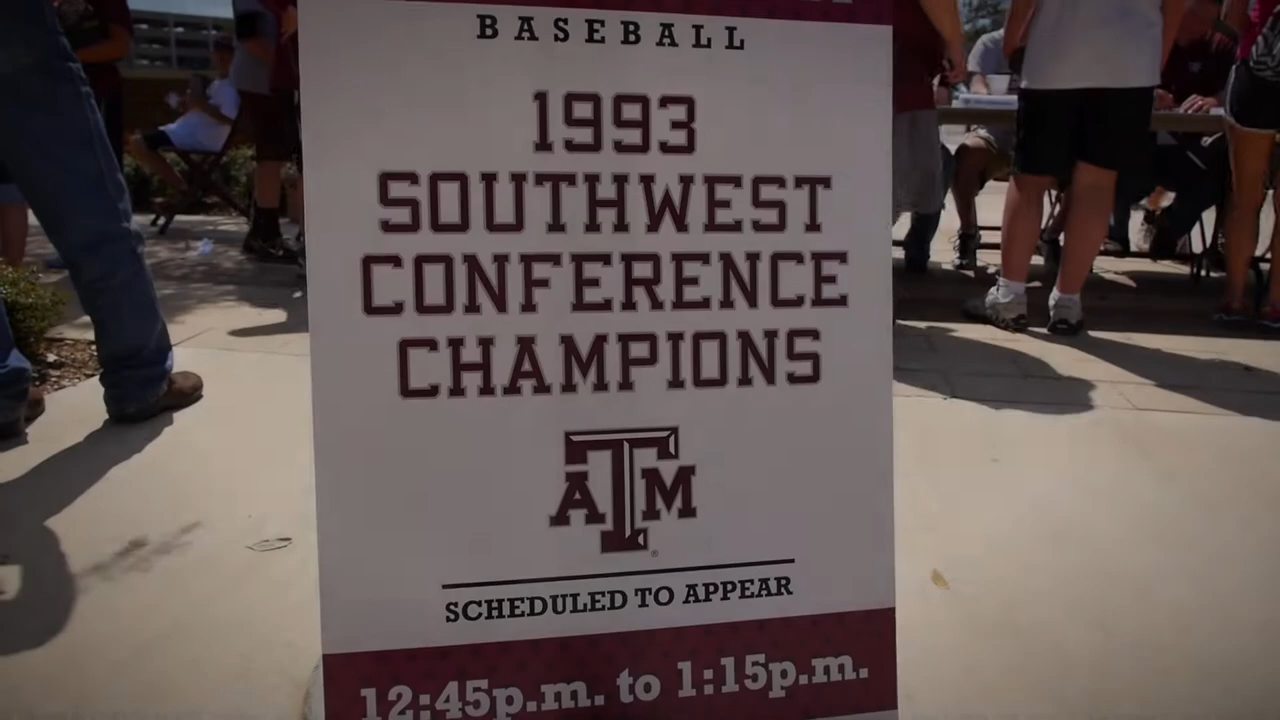 BASEBALL
1993
SOUTHWEST
CONFERENCE
CHAMPIONS
ATM
®
SCHEDULED TO APPEAR
12:45p.m. to 1:15p.m.